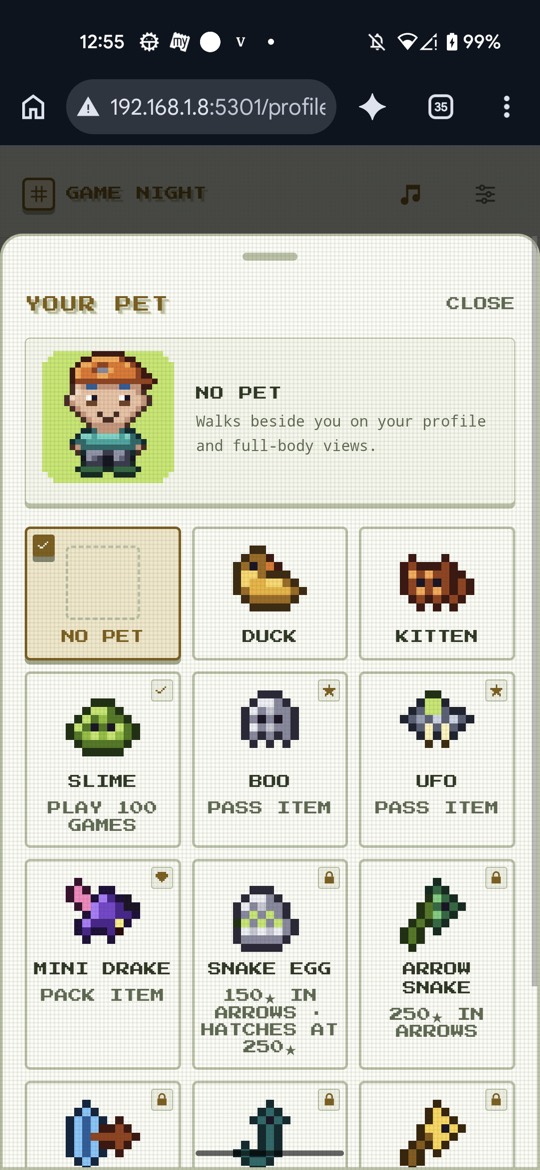 12:55
my
V
99%
192.168.1.8:5301/profile
35
GAME NIGHT
YOUR PET
CLOSE
NO PET
Walks beside you on your profile
and full-body views.
NO PET
DUCK
KITTEN
SLIME
PLAY 100
GAMES
BOO
PASS ITEM
UFO
PASS ITEM
MINI DRAKE
PACK ITEM
SNAKE EGG
150★ IN
ARROWS ·
HATCHES AT
250★
ARROW
SNAKE
250★ IN
ARROWS